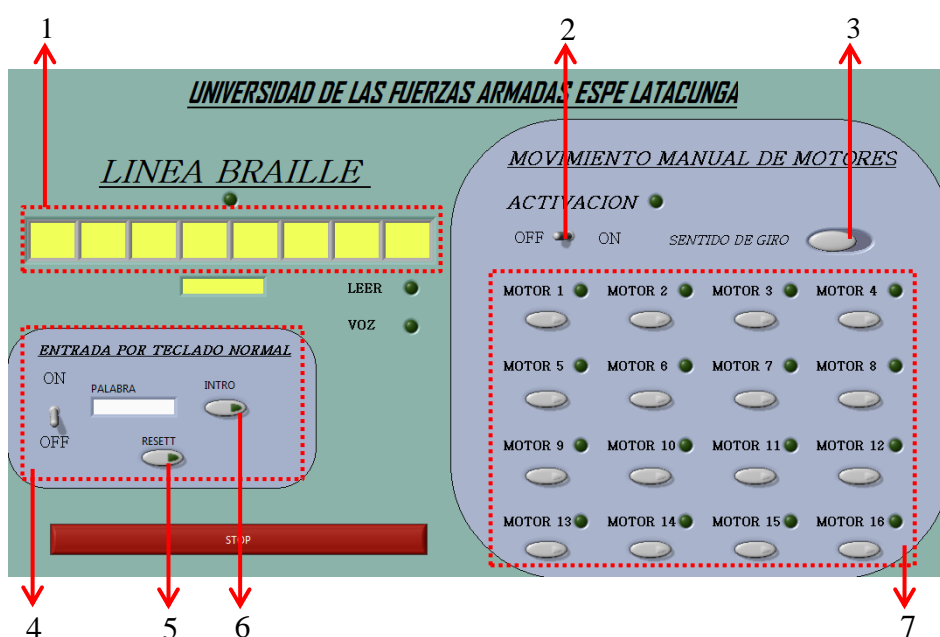 1 2 3
UNIVERSIDAD DE LAS FUERZAS ARMADAS ESPE LATACUNGA
LINEA BRAILLE
LEER
VOZ
ENTRADA POR TECLADO NORMAL
ON
OFF
PALABRA
INTRO
RESETT
STOP
MOVIMIENTO MANUAL DE MOTORES
ACTIVACION
OFF ON SENTIDO DE GIRO
MOTOR 1 MOTOR 2 MOTOR 3 MOTOR 4
MOTOR 5 MOTOR 6 MOTOR 7 MOTOR 8
MOTOR 9 MOTOR 10 MOTOR 11 MOTOR 12
MOTOR 13 MOTOR 14 MOTOR 15 MOTOR 16
4 5 6 7